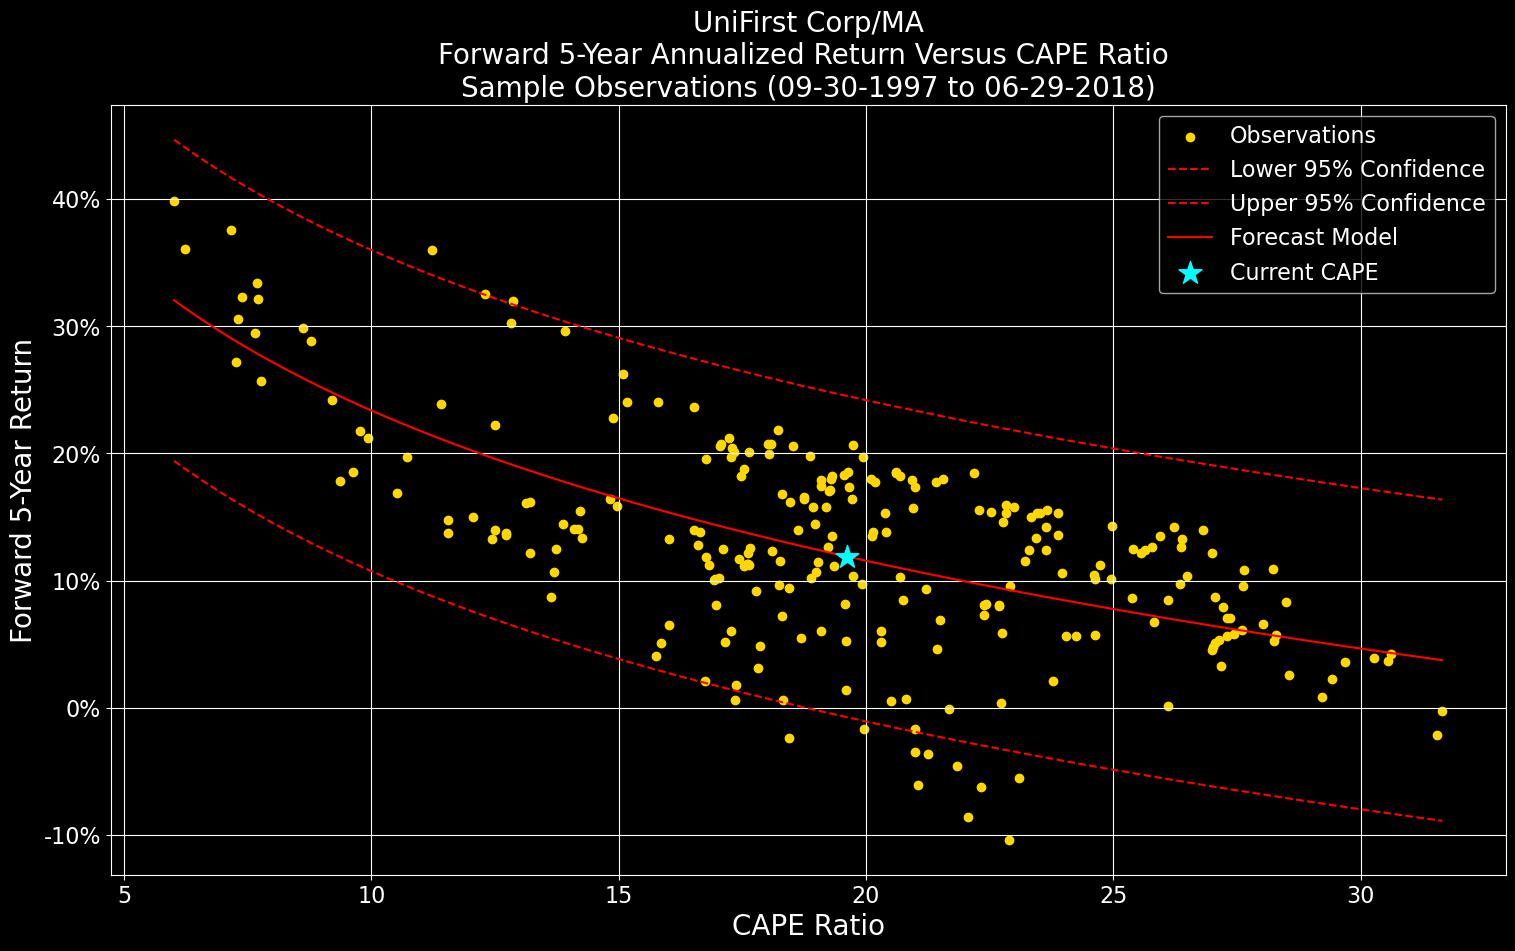 UniFirst Corp/MA
Forward 5-Year Annualized Return Versus CAPE Ratio
Sample Observations (09-30-1997 to 06-29-2018)
Observations
Lower 95% Confidence
Upper 95% Confidence
Forecast Model
Current CAPE
40%
30%
20%
10%
0%
-10%
Forward 5-Year Return
5 10 15 20 25 30
CAPE Ratio